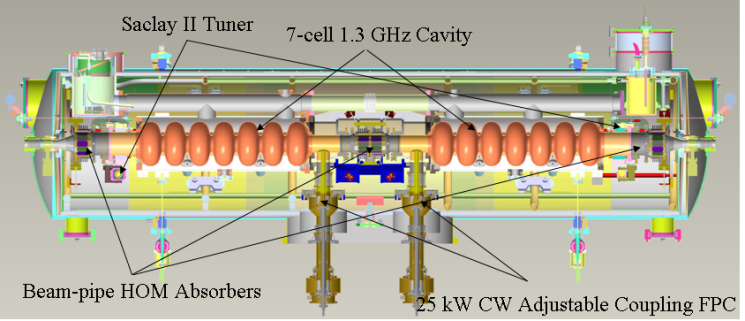 Saclay II Tuner
7-cell 1.3 GHz Cavity
Beam-pipe HOM Absorbers
25 kW CW Adjustable Coupling FPC